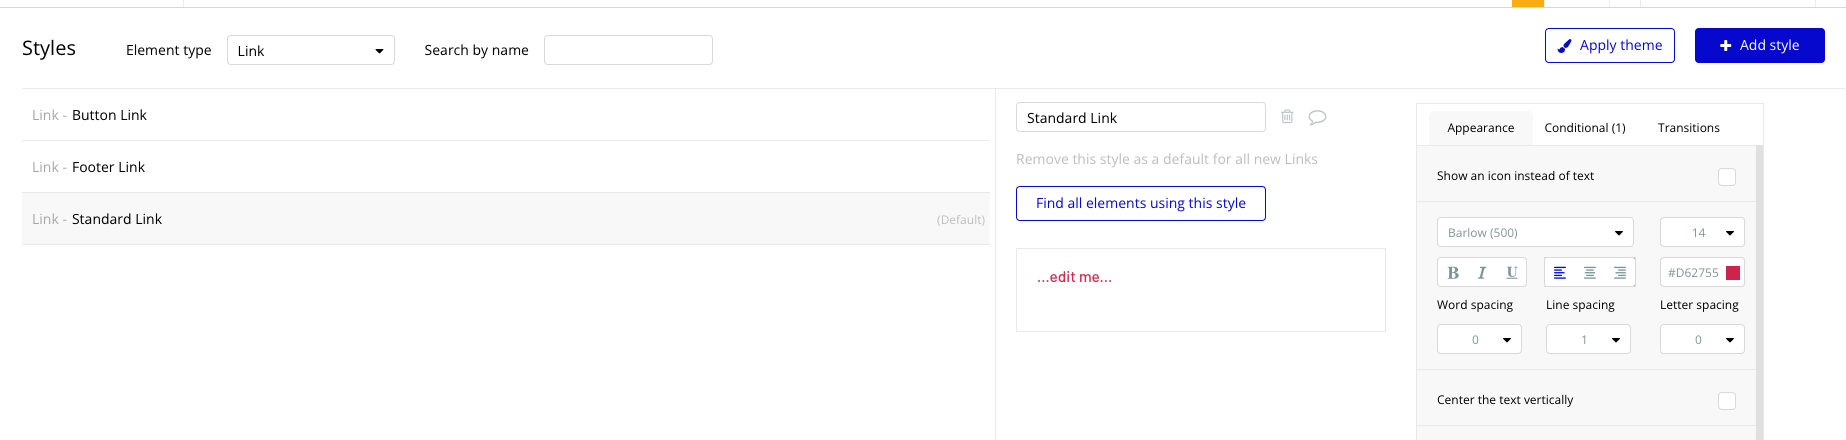 Styles
Element type
Link
Search by name
Apply theme
Add style
Link - Button Link
Link - Footer Link
Link - Standard Link
(Default)
Standard Link
Remove this style as a default for all new Links
Find all elements using this style
...edit me...
Appearance
Conditional (1)
Transitions
Show an icon instead of text
Barlow (500)
14
B I U
#D62755
Word spacing
Line spacing
Letter spacing
0
1
0
Center the text vertically